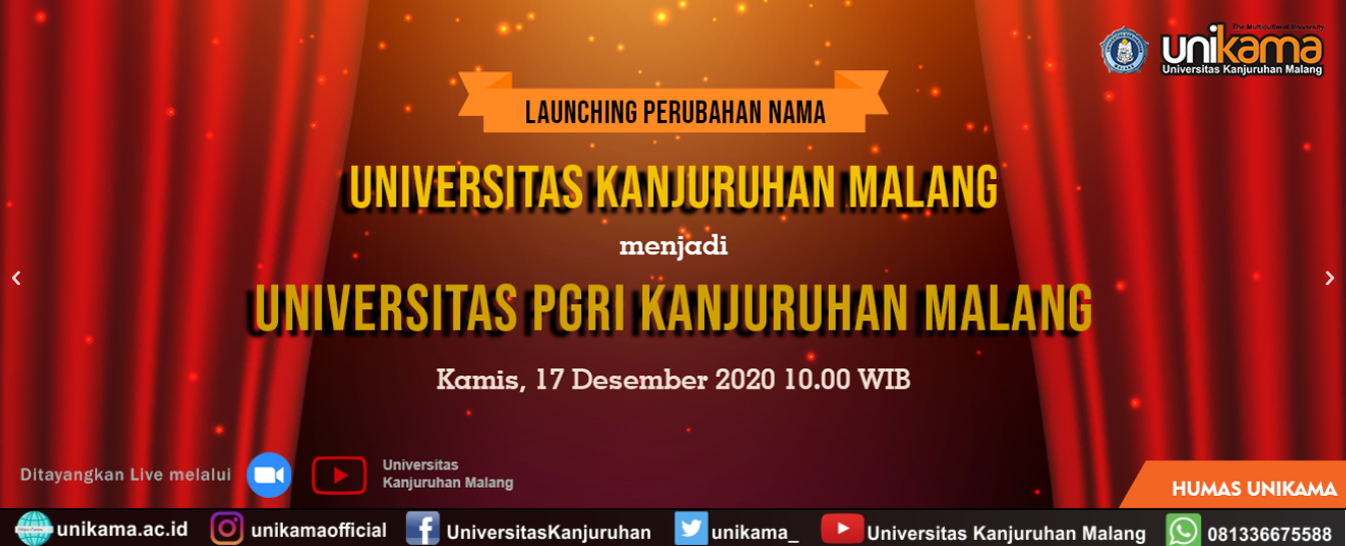 The Multicultural University
unikama
Universitas Kanjuruhan Malang
LAUNCHING PERUBAHAN NAMA
UNIVERSITAS KANJURUHAN MALANG
menjadi
UNIVERSITAS PGRI KANJURUHAN MALANG
Kamis, 17 Desember 2020 10.00 WIB
Ditayangkan Live melalui
Universitas
Kanjuruhan Malang
HUMAS UNIKAMA
unikama.ac.id unikamaofficial UniversitasKanjuruhan unikama_ Universitas Kanjuruhan Malang 081336675588